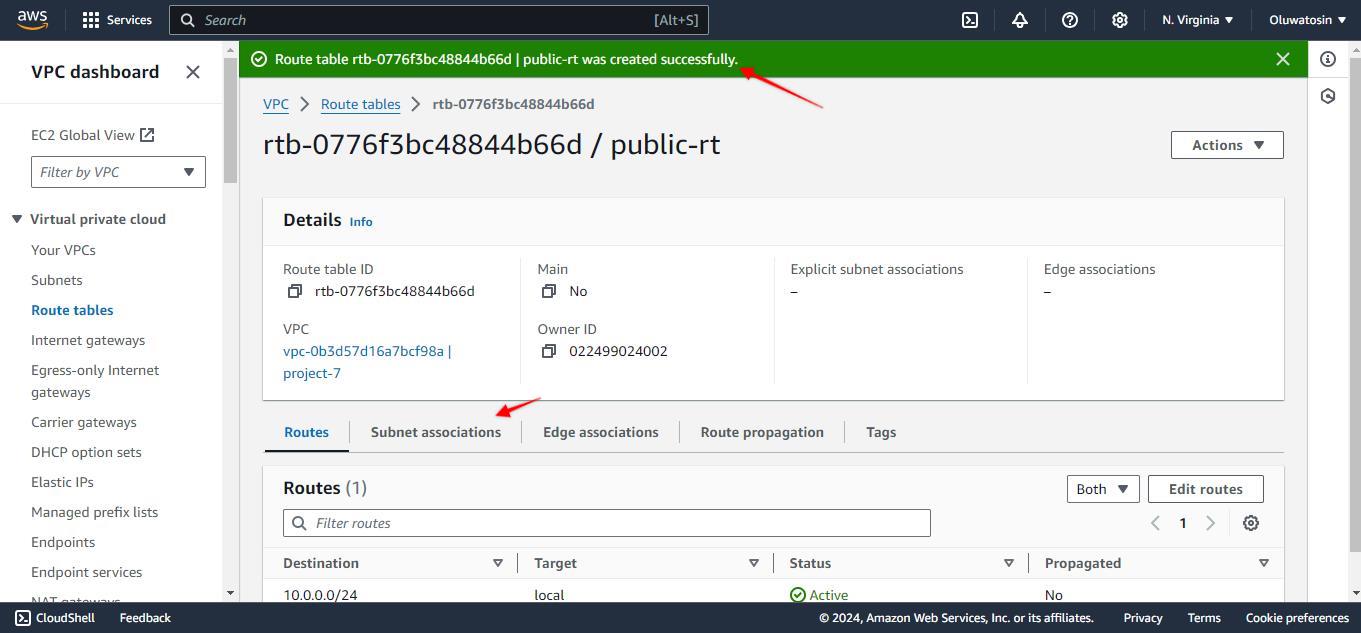 aws Services Search [Alt+S] N. Virginia Oluwatosin
VPC dashboard
EC2 Global View
Filter by VPC
Virtual private cloud
Your VPCs
Subnets
Route tables
Internet gateways
Egress-only Internet
gateways
Carrier gateways
DHCP option sets
Elastic IPs
Managed prefix lists
Endpoints
Endpoint services
NAT gateways
Route table rtb-0776f3bc48844b66d | public-rt was created successfully.
VPC Route tables rtb-0776f3bc48844b66d
rtb-0776f3bc48844b66d / public-rt
Actions
Details Info
Route table ID
rtb-0776f3bc48844b66d
VPC
vpc-0b3d57d16a7bcf98a |
project-7
Main
No
Owner ID
022499024002
Explicit subnet associations
–
Edge associations
–
Routes Subnet associations Edge associations Route propagation Tags
Routes (1)
Both Edit routes
Filter routes
1
Destination Target Status Propagated
10.0.0.0/24 local Active No
CloudShell Feedback © 2024, Amazon Web Services, Inc. or its affiliates. Privacy Terms Cookie preferences